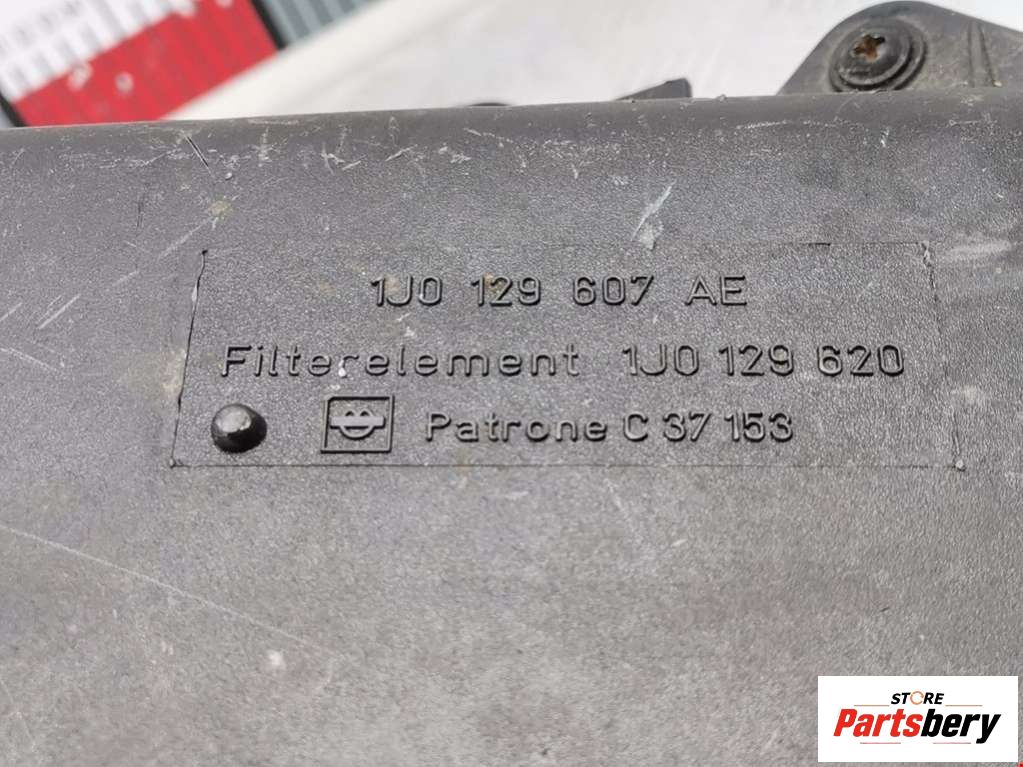 1J0 129 607 AE
Filterelement 1J0 129 620
Patrone C 37 153
STORE
Partsbery